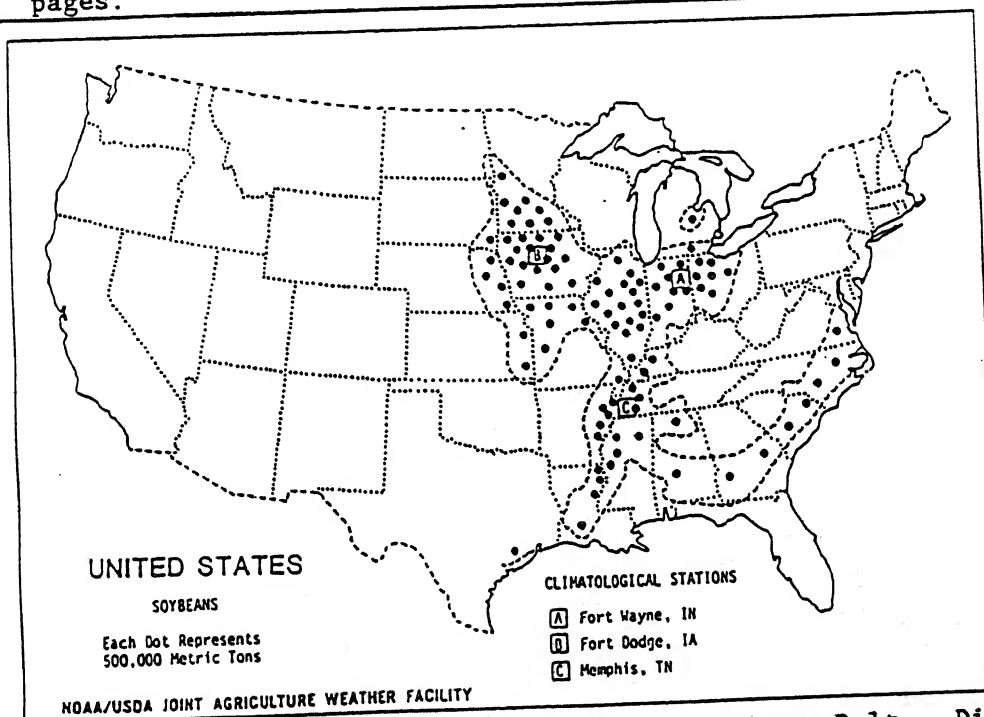 pages.
B
A
C
UNITED STATES
SOYBEANS
Each Dot Represents
500,000 Metric Tons
CLIMATOLOGICAL STATIONS
A Fort Wayne, IN
B Fort Dodge, IA
C Memphis, TN
NOAA/USDA JOINT AGRICULTURE WEATHER FACILITY